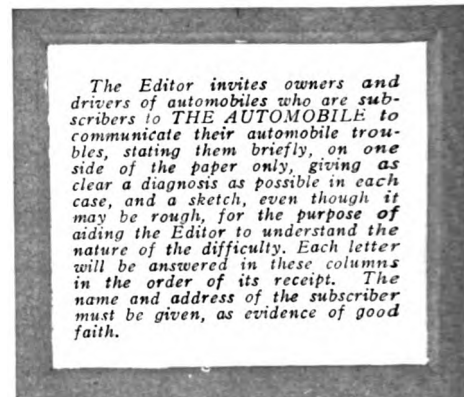 The Editor invites owners and
drivers of automobiles who are sub-
scribers to THE AUTOMOBILE to
communicate their automobile trou-
bles, stating them briefly, on one
side of the paper only, giving as
clear a diagnosis as possible in each
case, and a sketch, even though it
may be rough, for the purpose of
aiding the Editor to understand the
nature of the difficulty. Each letter
will be answered in these columns
in the order of its receipt. The
name and address of the subscriber
must be given, as evidence of good
faith.